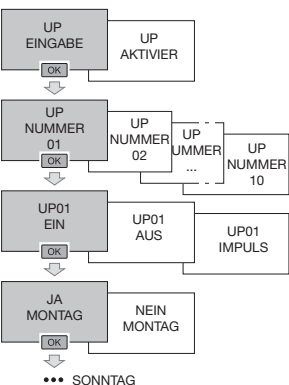 UP
EINGABE
UP
AKTIVIER
OK
UP
NUMMER
01
UP
NUMMER
02
UP
UMMER
...
UP
NUMMER
10
OK
UP01
EIN
UP01
AUS
UP01
IMPULS
OK
JA
MONTAG
NEIN
MONTAG
OK
••• SONNTAG